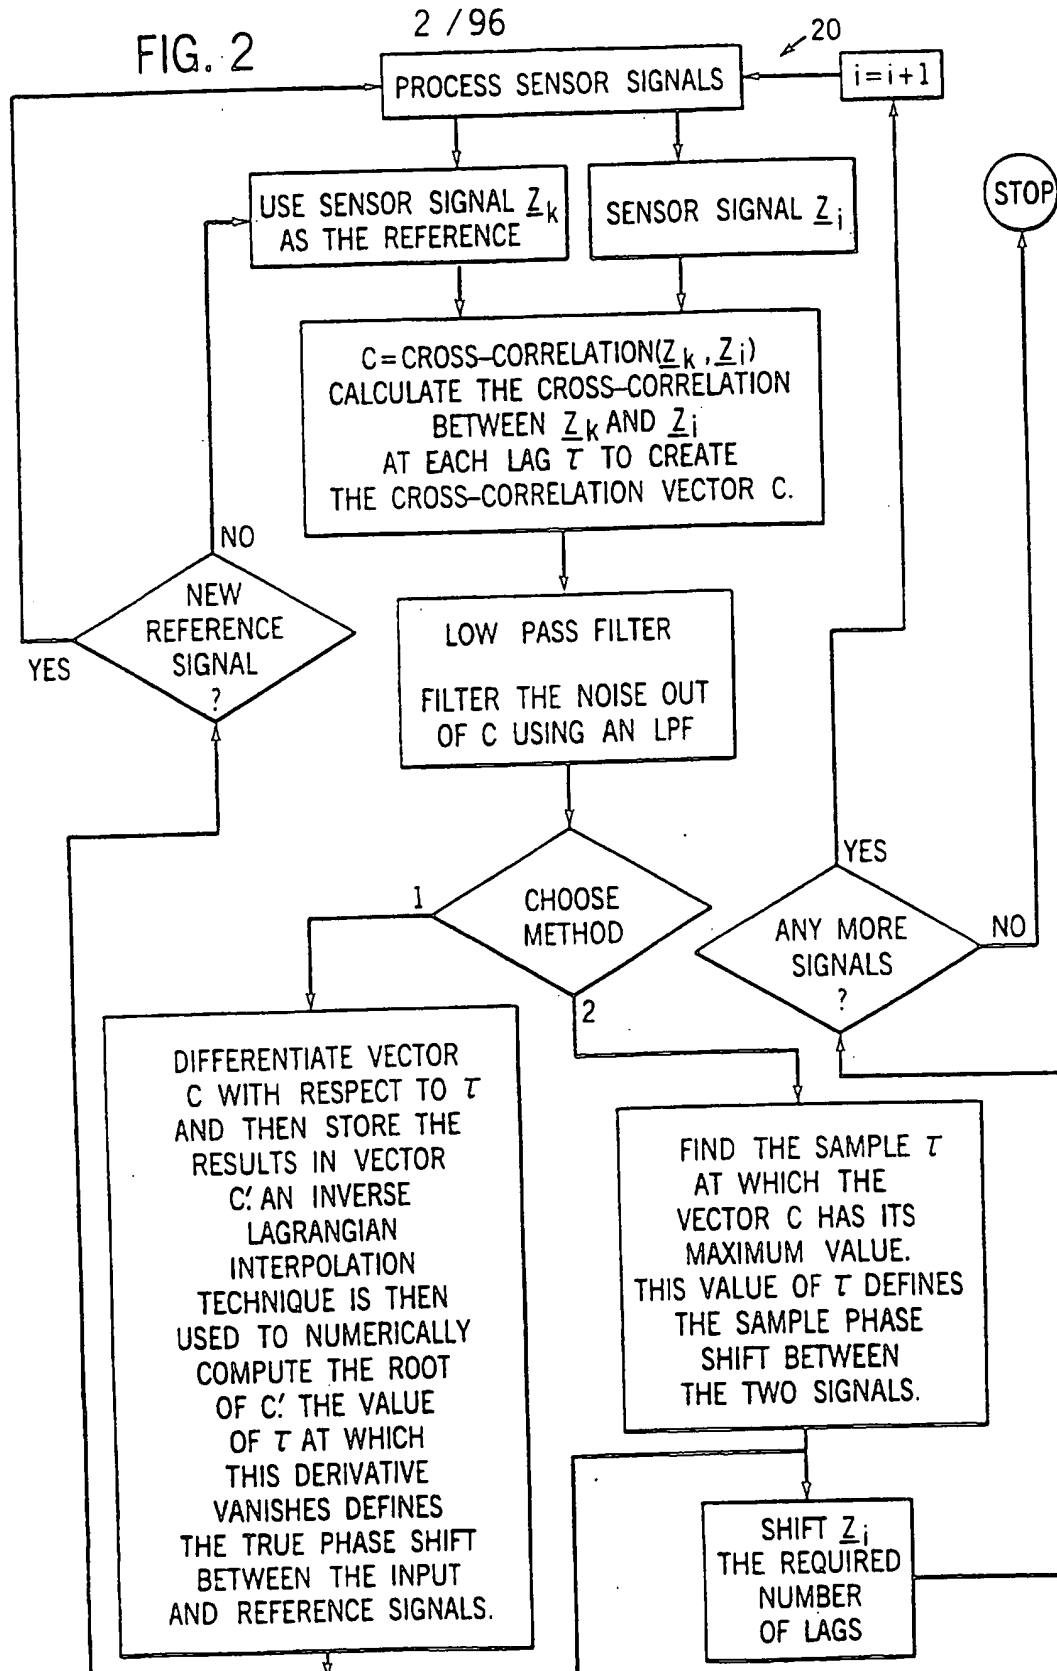 2 / 96
FIG. 2
20
PROCESS SENSOR SIGNALS
i=i+1
STOP
USE SENSOR SIGNAL Z_k
AS THE REFERENCE
SENSOR SIGNAL Z_i
C=CROSS-CORRELATION(Z_k, Z_i)
CALCULATE THE CROSS-CORRELATION
BETWEEN Z_k AND Z_i
AT EACH LAG τ TO CREATE
THE CROSS-CORRELATION VECTOR C.
NO
NEW
REFERENCE
SIGNAL
?
YES
LOW PASS FILTER
FILTER THE NOISE OUT
OF C USING AN LPF
CHOOSE
METHOD
1
2
YES
ANY MORE
SIGNALS
?
NO
DIFFERENTIATE VECTOR
C WITH RESPECT TO τ
AND THEN STORE THE
RESULTS IN VECTOR
C'. AN INVERSE
LAGRANGIAN
INTERPOLATION
TECHNIQUE IS THEN
USED TO NUMERICALLY
COMPUTE THE ROOT
OF C'. THE VALUE
OF τ AT WHICH
THIS DERIVATIVE
VANISHES DEFINES
THE TRUE PHASE SHIFT
BETWEEN THE INPUT
AND REFERENCE SIGNALS.
FIND THE SAMPLE τ
AT WHICH THE
VECTOR C HAS ITS
MAXIMUM VALUE.
THIS VALUE OF τ DEFINES
THE SAMPLE PHASE
SHIFT BETWEEN
THE TWO SIGNALS.
SHIFT Z_i
THE REQUIRED
NUMBER
OF LAGS